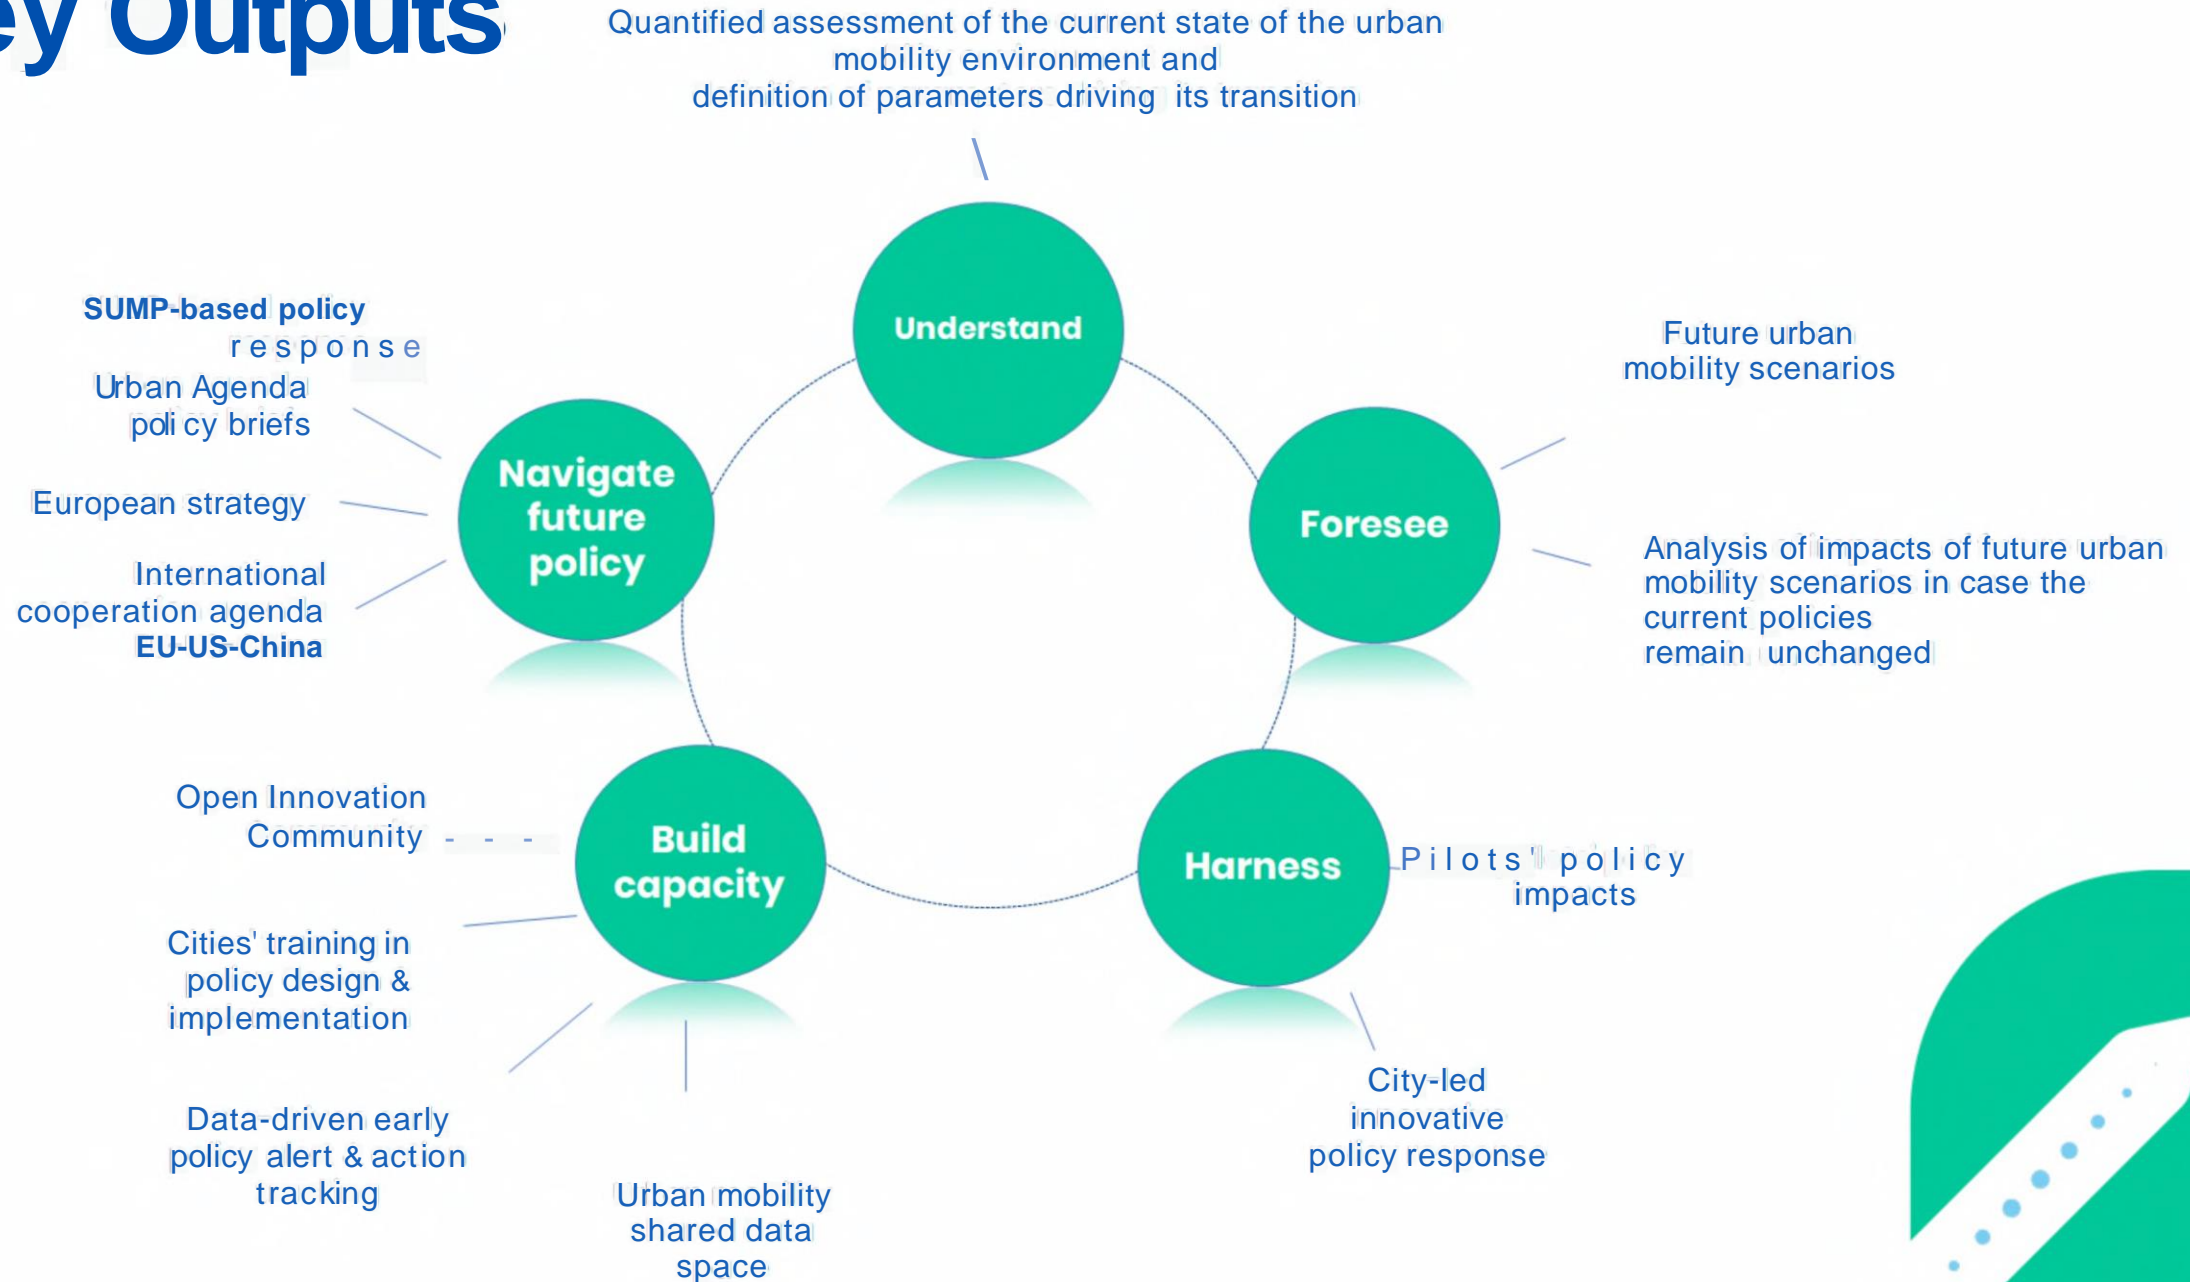 ey Outputs
Quantified assessment of the current state of the urban
mobility environment and
definition of parameters driving its transition
Understand
SUMP-based policy
response
Urban Agenda
policy briefs
European strategy
International
cooperation agenda
EU-US-China
Navigate
future
policy
Foresee
Future urban
mobility scenarios
Analysis of impacts of future urban
mobility scenarios in case the
current policies
remain unchanged
Open Innovation
Community - - -
Cities' training in
policy design &
implementation
Data-driven early
policy alert & action
tracking
Build
capacity
Urban mobility
shared data
space
Harness
Pilots' policy
impacts
City-led
innovative
policy response